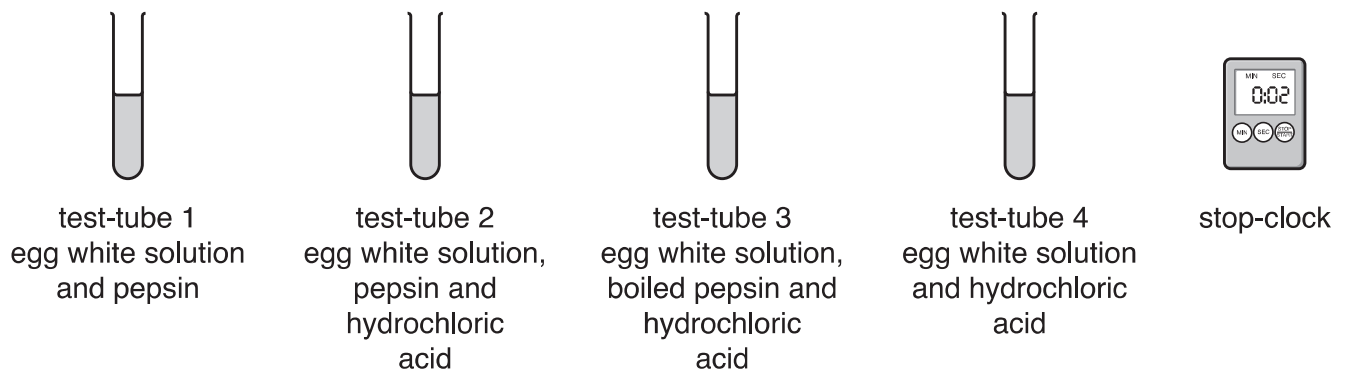 MIN SEC
0:02
MIN SEC STOP
START
test-tube 1
egg white solution
and pepsin
test-tube 2
egg white solution,
pepsin and
hydrochloric
acid
test-tube 3
egg white solution,
boiled pepsin and
hydrochloric
acid
test-tube 4
egg white solution
and hydrochloric
acid
stop-clock